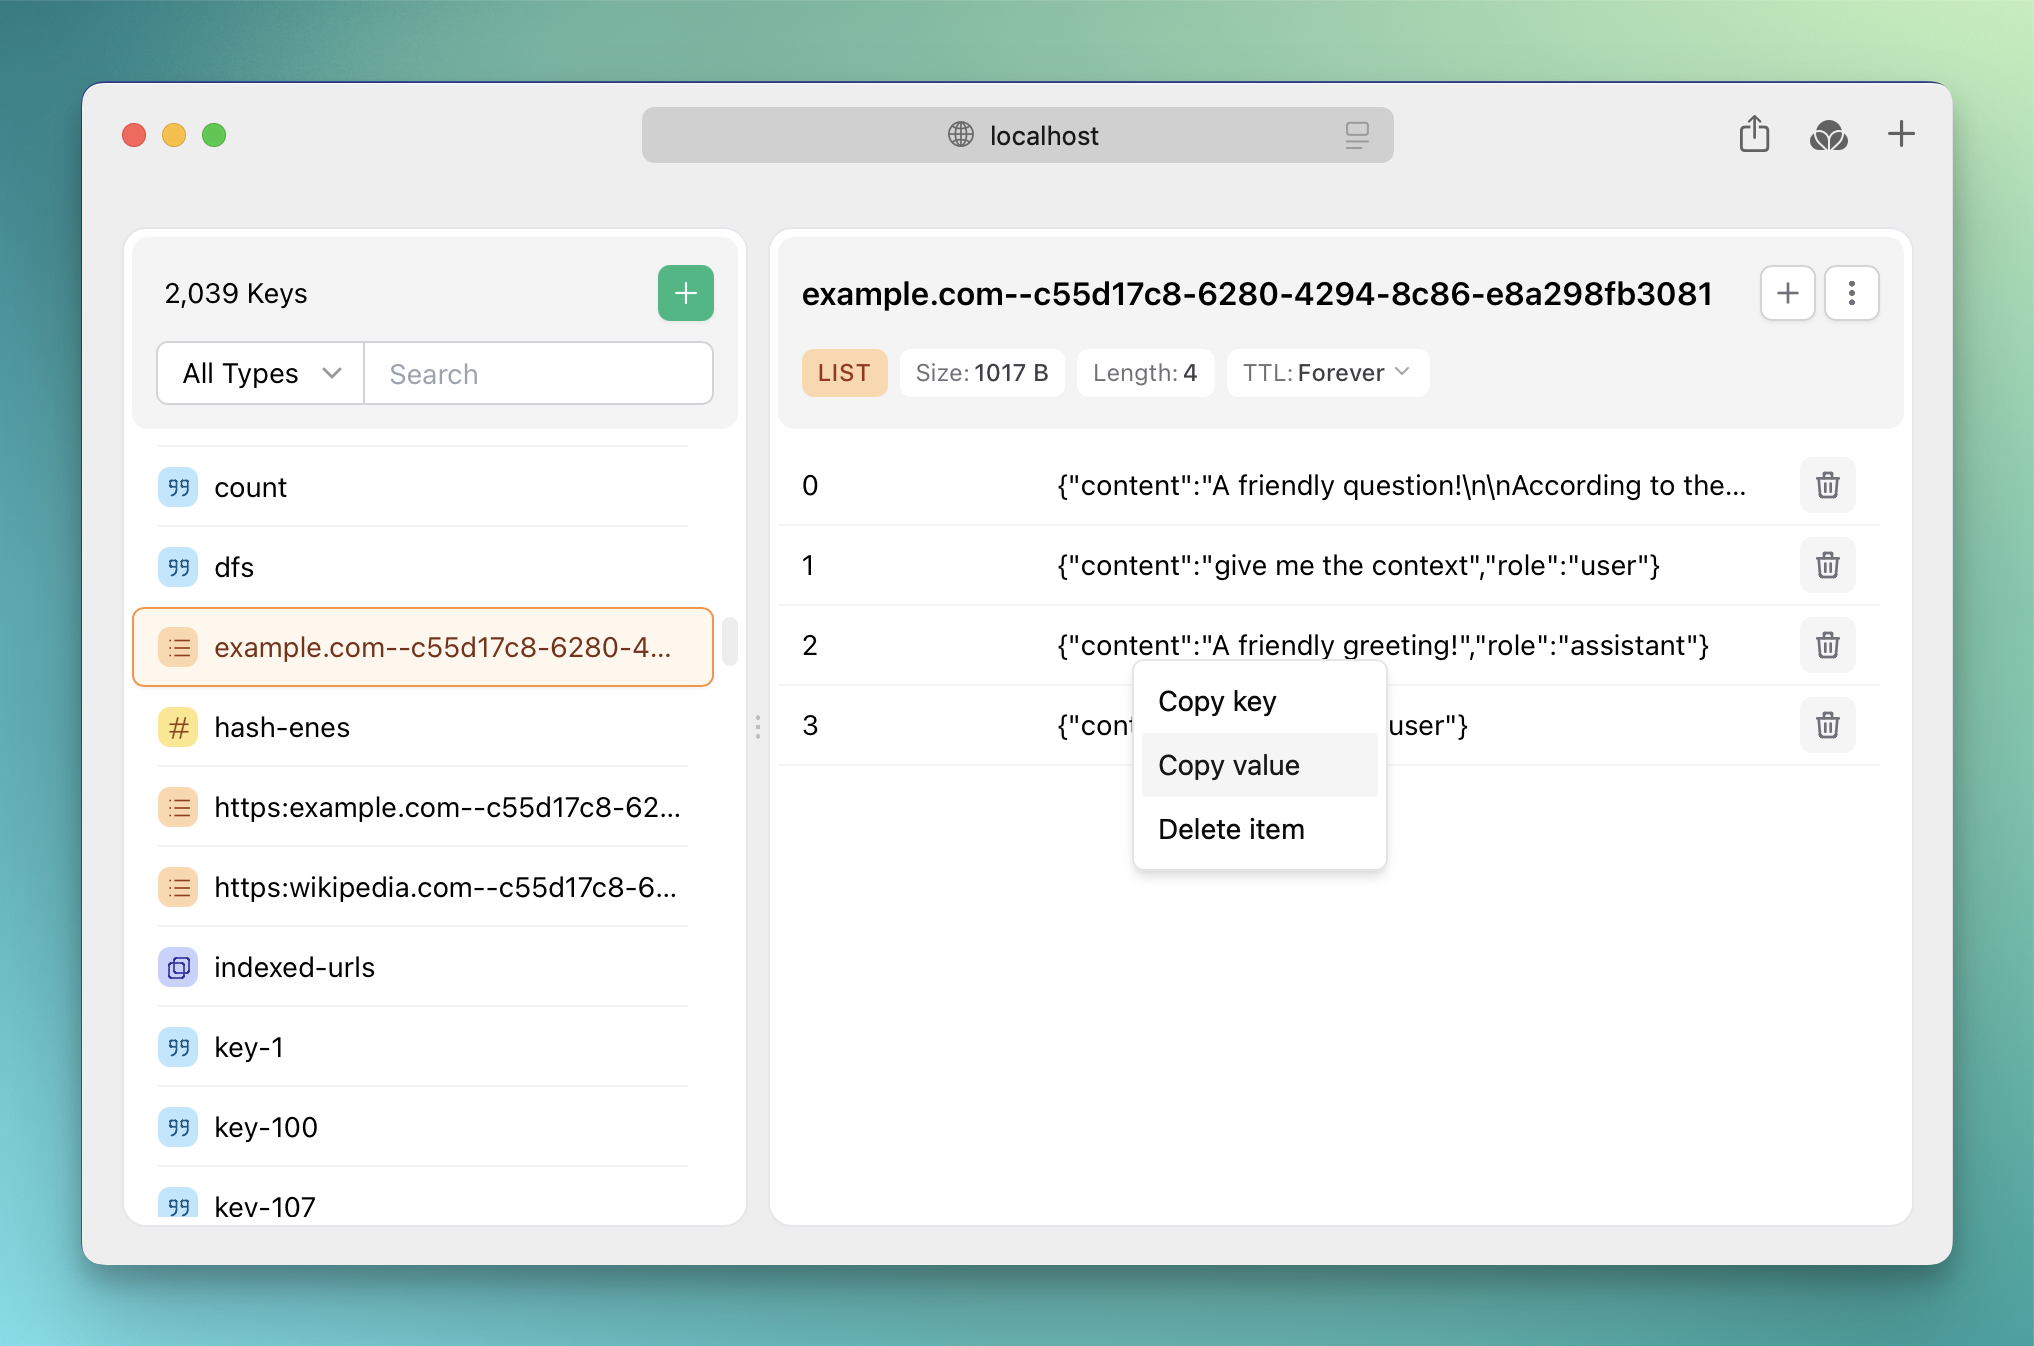 localhost
2,039 Keys
All Types
Search
count
dfs
example.com--c55d17c8-6280-4...
hash-enes
https:example.com--c55d17c8-62...
https:wikipedia.com--c55d17c8-6...
indexed-urls
key-1
key-100
key-107
example.com--c55d17c8-6280-4294-8c86-e8a298fb3081
LIST Size: 1017 B Length: 4 TTL: Forever
0 {"content":"A friendly question!\n\nAccording to the...
1 {"content":"give me the context","role":"user"}
2 {"content":"A friendly greeting!","role":"assistant"}
3 {"con user"}
Copy key
Copy value
Delete item